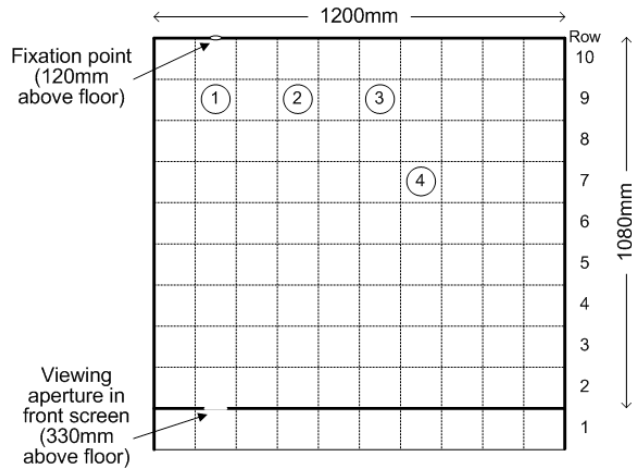 1200mm
Row
Fixation point
(120mm
above floor)
10
1
2
3
9
8
4
7
6
5
4
3
2
1
1080mm
Viewing
aperture in
front screen
(330mm
above floor)